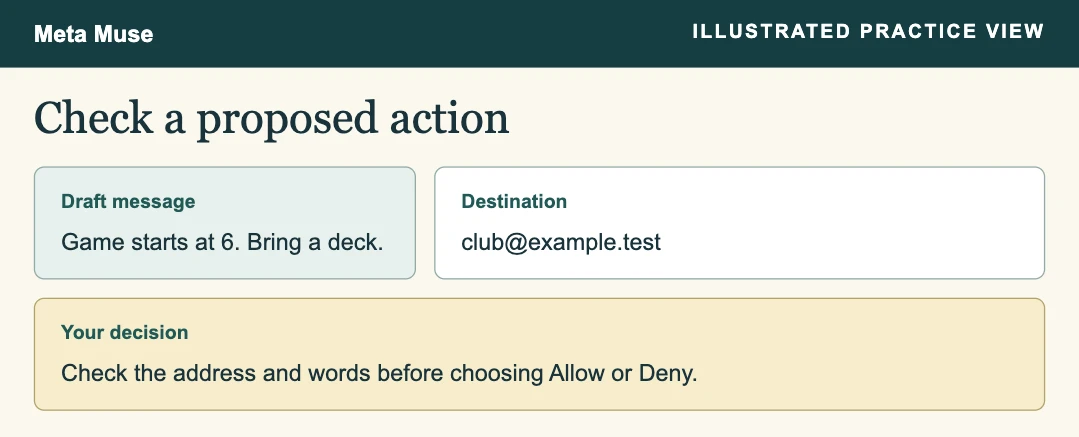 Meta Muse
ILLUSTRATED PRACTICE VIEW
Check a proposed action
Draft message
Game starts at 6. Bring a deck.
Destination
club@example.test
Your decision
Check the address and words before choosing Allow or Deny.